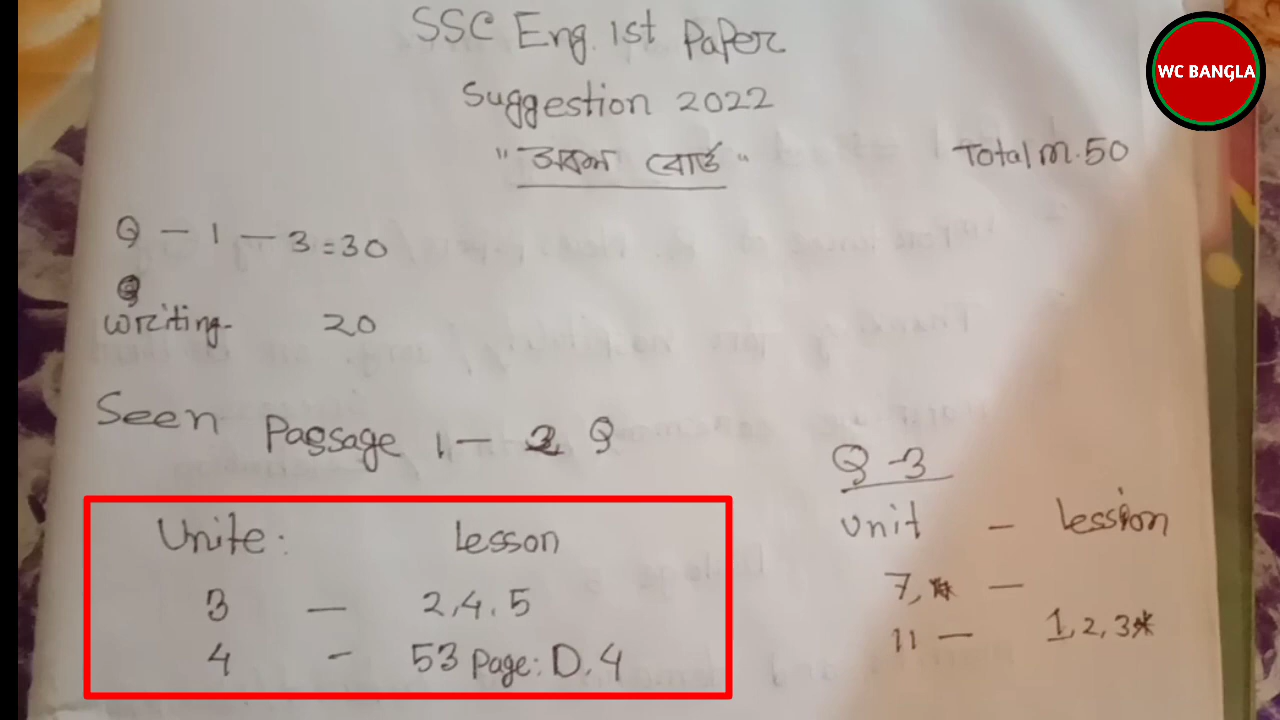 SSC Eng. 1st Paper
Suggestion 2022
"সকল বোর্ড"
Total m. 50
Q - 1 - 3 = 30
Writing- 20
Seen Passage 1 - 2 Q
Unite: Lesson
3 - 2, 4, 5
4 - 53 Page: D. 4
Q - 3
Unit - Lession
7, -
11 - 1, 2, 3*
WC BANGLA